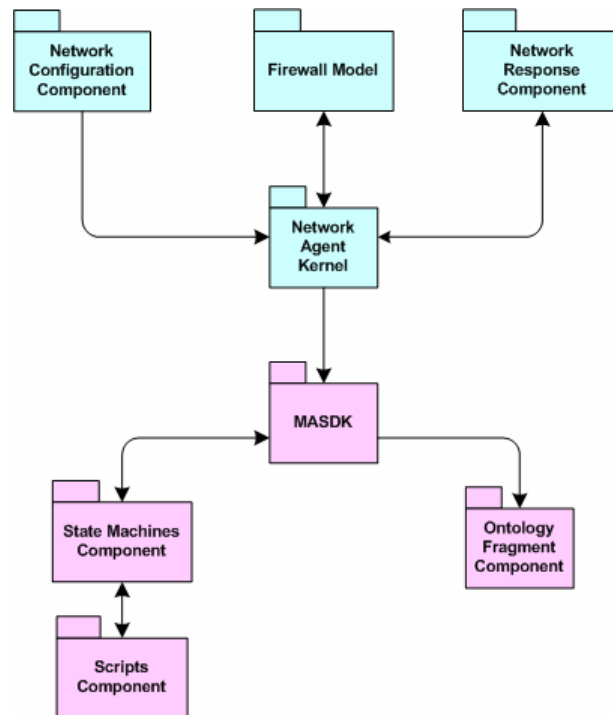 Network
Configuration
Component
Firewall Model
Network
Response
Component
Network
Agent
Kernel
MASDK
State Machines
Component
Ontology
Fragment
Component
Scripts
Component